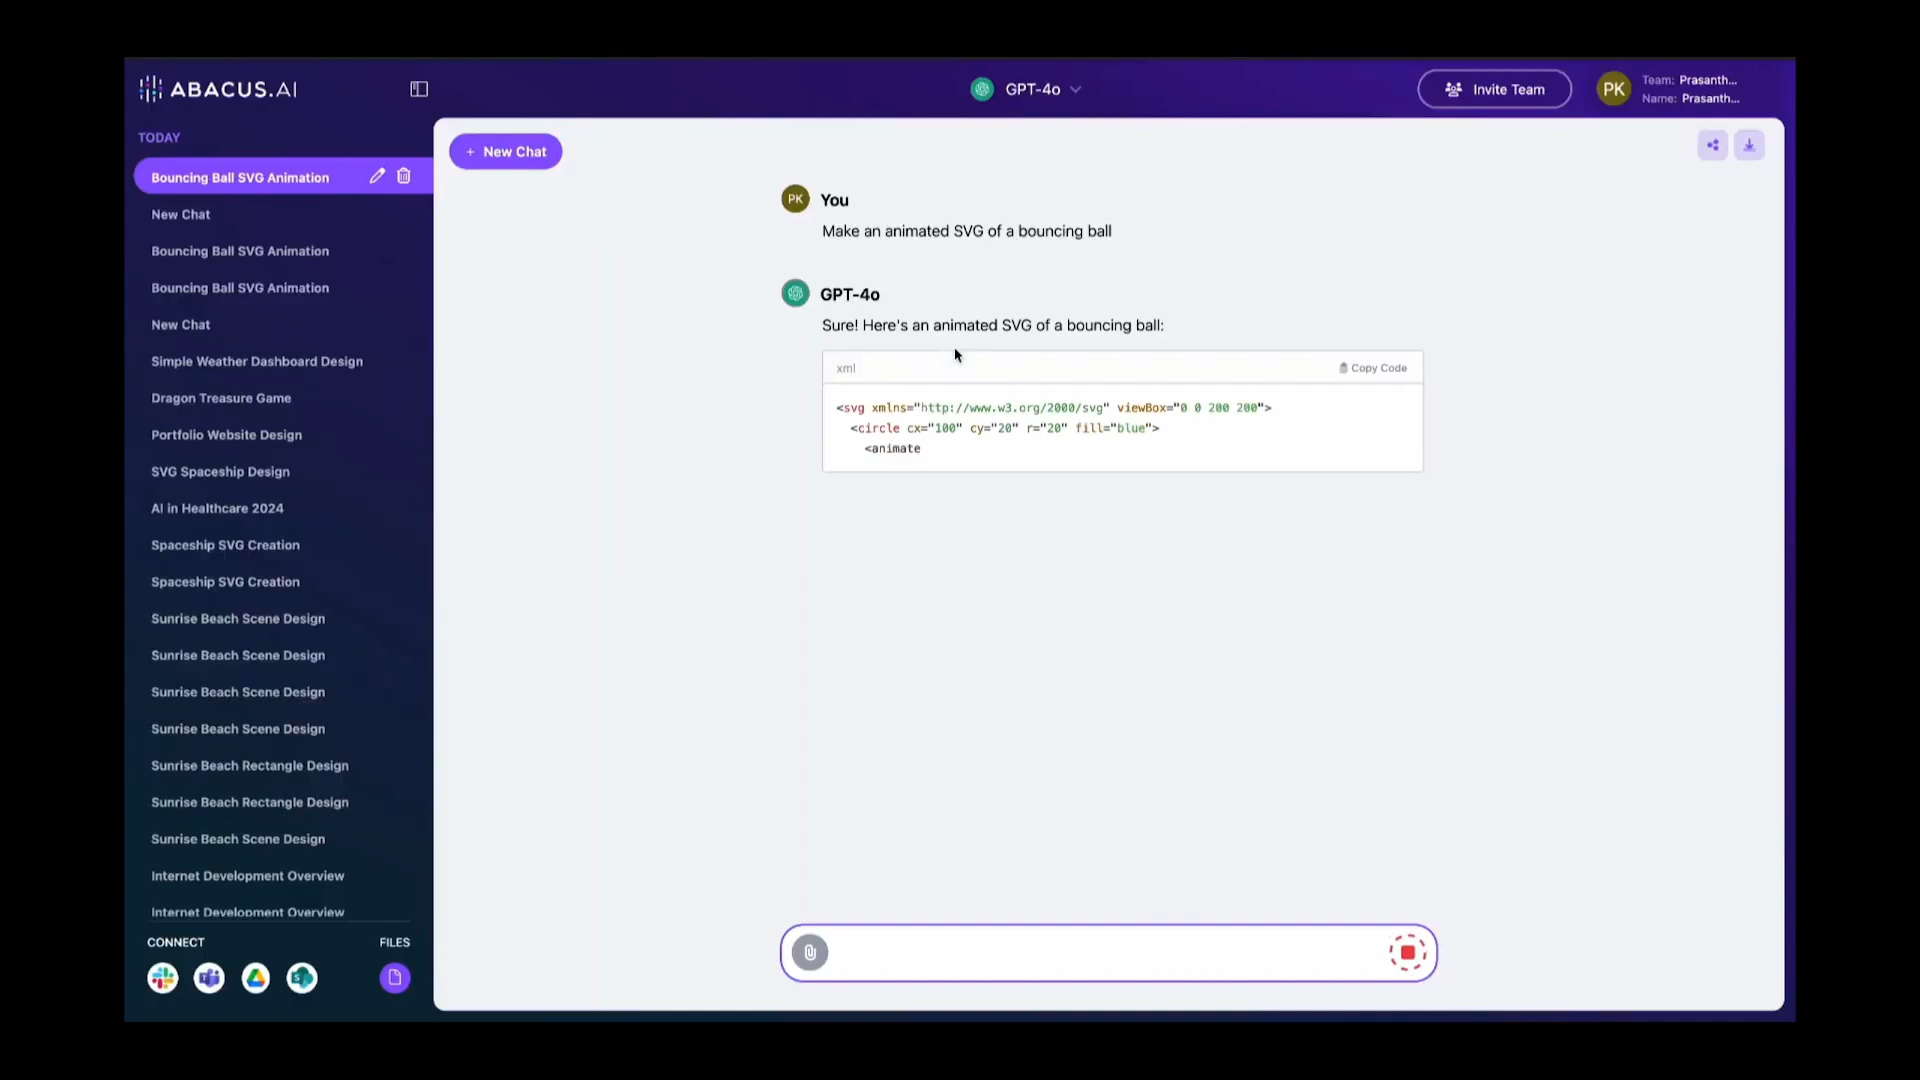 ABACUS.AI
GPT-4o
Invite Team
PK
Team: Prasanth...
Name: Prasanth...
TODAY
Bouncing Ball SVG Animation
New Chat
Bouncing Ball SVG Animation
Bouncing Ball SVG Animation
New Chat
Simple Weather Dashboard Design
Dragon Treasure Game
Portfolio Website Design
SVG Spaceship Design
AI in Healthcare 2024
Spaceship SVG Creation
Spaceship SVG Creation
Sunrise Beach Scene Design
Sunrise Beach Scene Design
Sunrise Beach Scene Design
Sunrise Beach Scene Design
Sunrise Beach Rectangle Design
Sunrise Beach Rectangle Design
Sunrise Beach Scene Design
Internet Development Overview
Internet Development Overview
CONNECT
FILES
+ New Chat
PK
You
Make an animated SVG of a bouncing ball
GPT-4o
Sure! Here's an animated SVG of a bouncing ball:
xml
Copy Code
<svg xmlns="http://www.w3.org/2000/svg" viewBox="0 0 200 200">
<circle cx="100" cy="20" r="20" fill="blue">
<animate